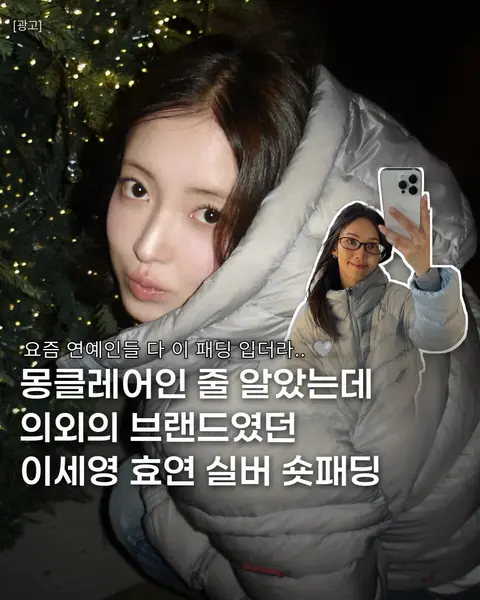 [광고]
요즘 연예인들 다 이 패딩 입더라.. 🤍
몽클레어인 줄 알았는데
의외의 브랜드였던
이세영 효연 실버 숏패딩